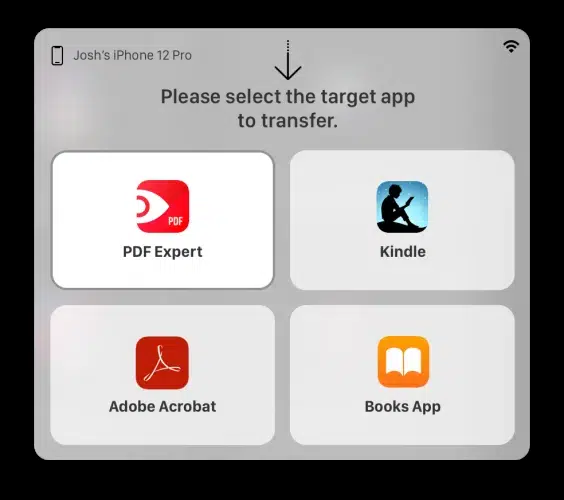 Josh's iPhone 12 Pro
Please select the target app
to transfer.
PDF
PDF Expert
Kindle
Adobe Acrobat
Books App